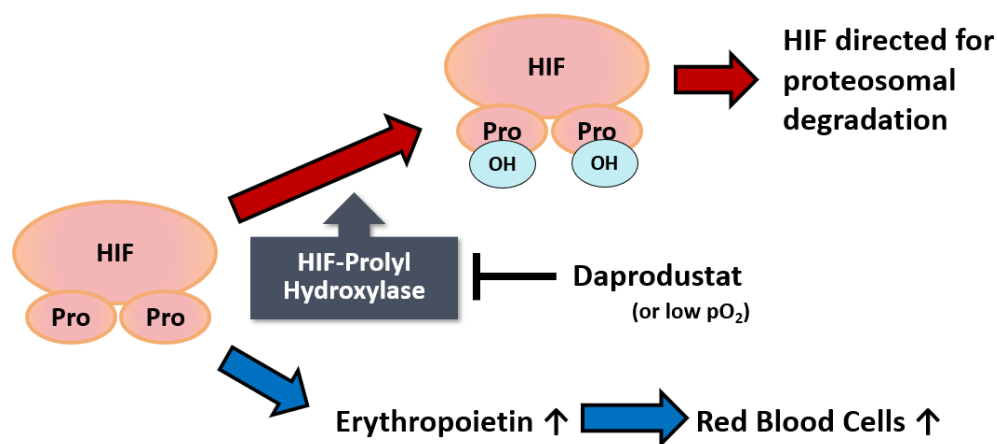 HIF
Pro
Pro
OH
OH
HIF directed for
proteosomal
degradation
HIF
Pro
Pro
HIF-Prolyl
Hydroxylase
Daprodustat
(or low pO₂)
Erythropoietin ↑
Red Blood Cells ↑